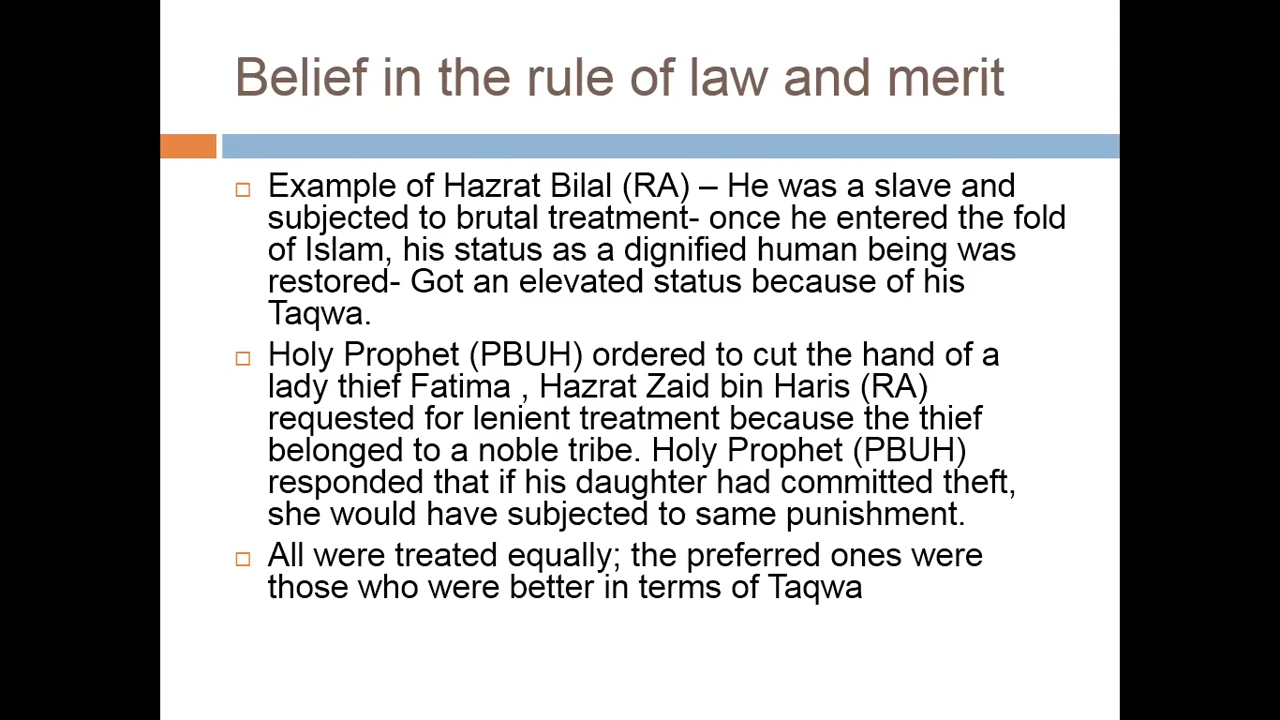 Belief in the rule of law and merit
Example of Hazrat Bilal (RA) – He was a slave and
subjected to brutal treatment- once he entered the fold
of Islam, his status as a dignified human being was
restored- Got an elevated status because of his
Taqwa.
Holy Prophet (PBUH) ordered to cut the hand of a
lady thief Fatima , Hazrat Zaid bin Haris (RA)
requested for lenient treatment because the thief
belonged to a noble tribe. Holy Prophet (PBUH)
responded that if his daughter had committed theft,
she would have subjected to same punishment.
All were treated equally; the preferred ones were
those who were better in terms of Taqwa